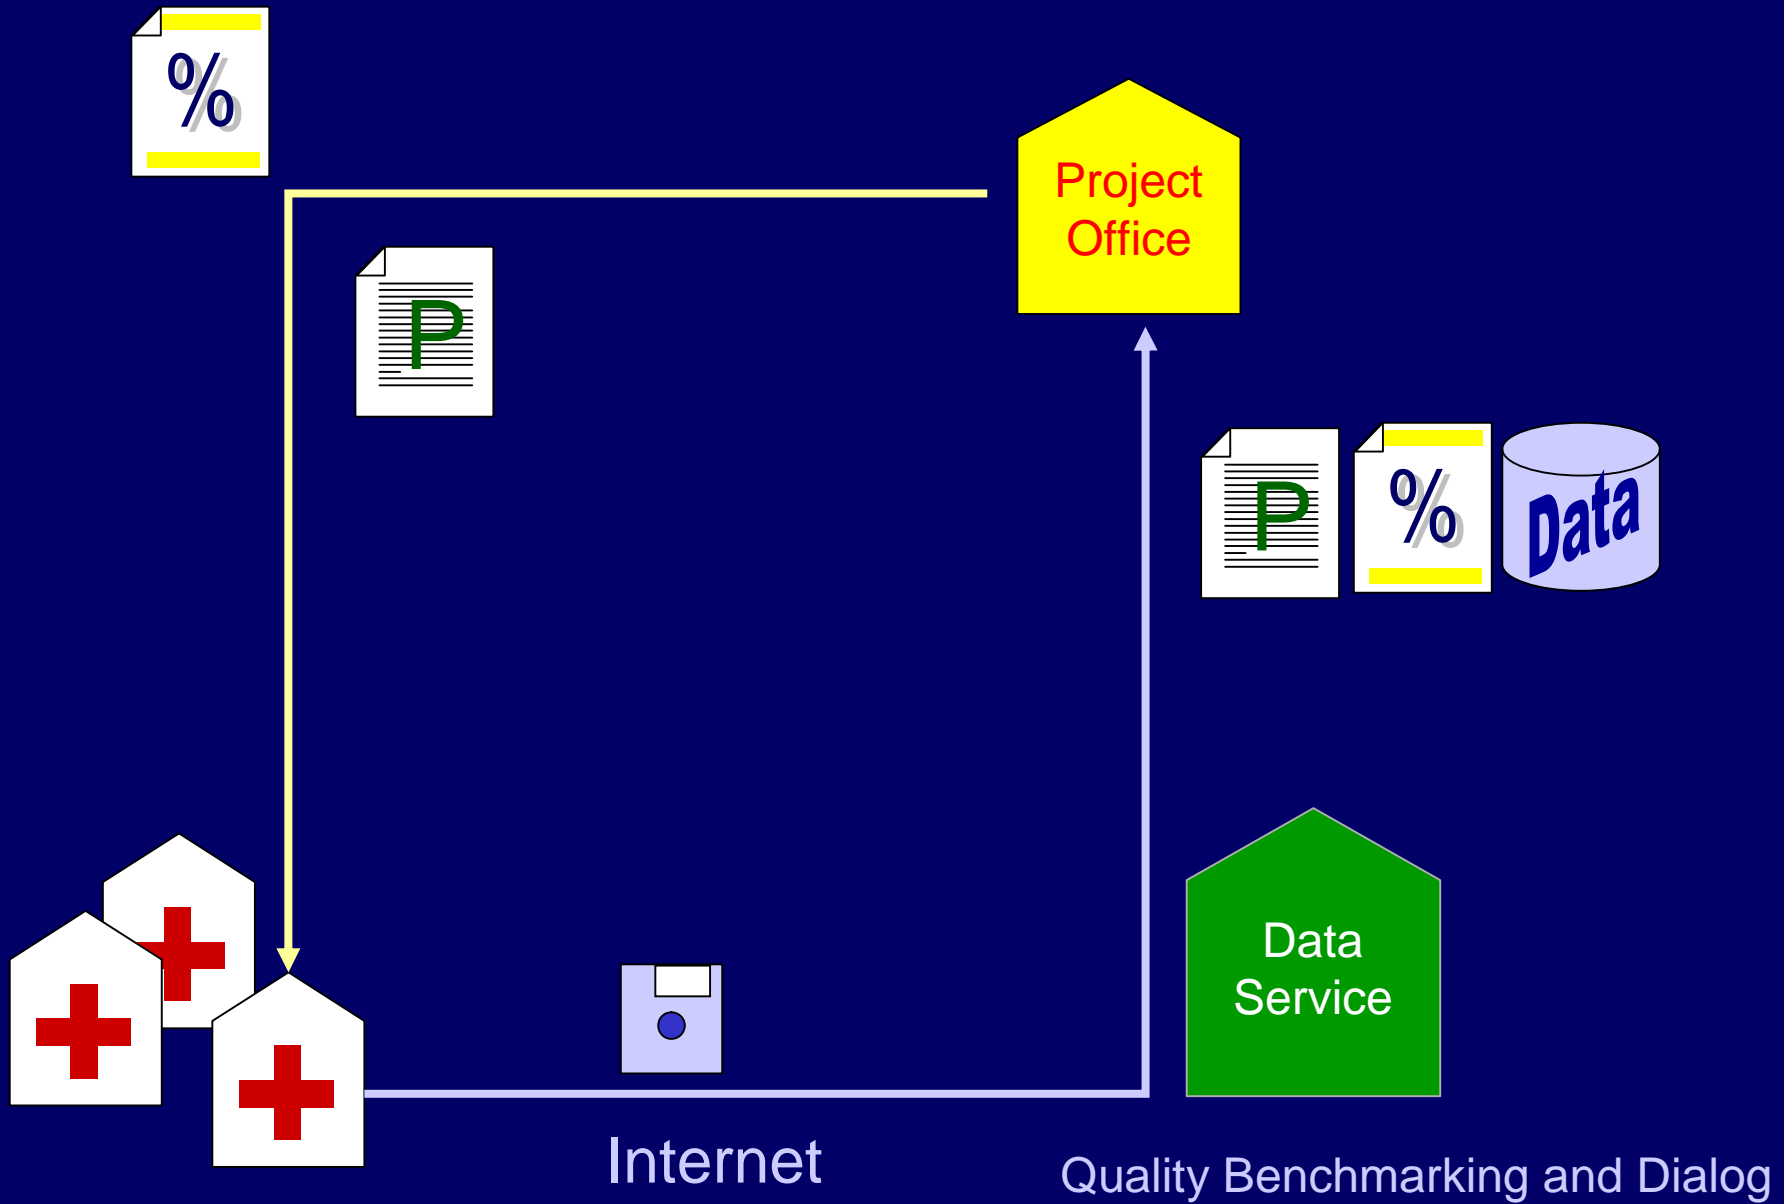 %
Project
Office
P
P
%
Data
Data
Service
Internet
Quality Benchmarking and Dialog